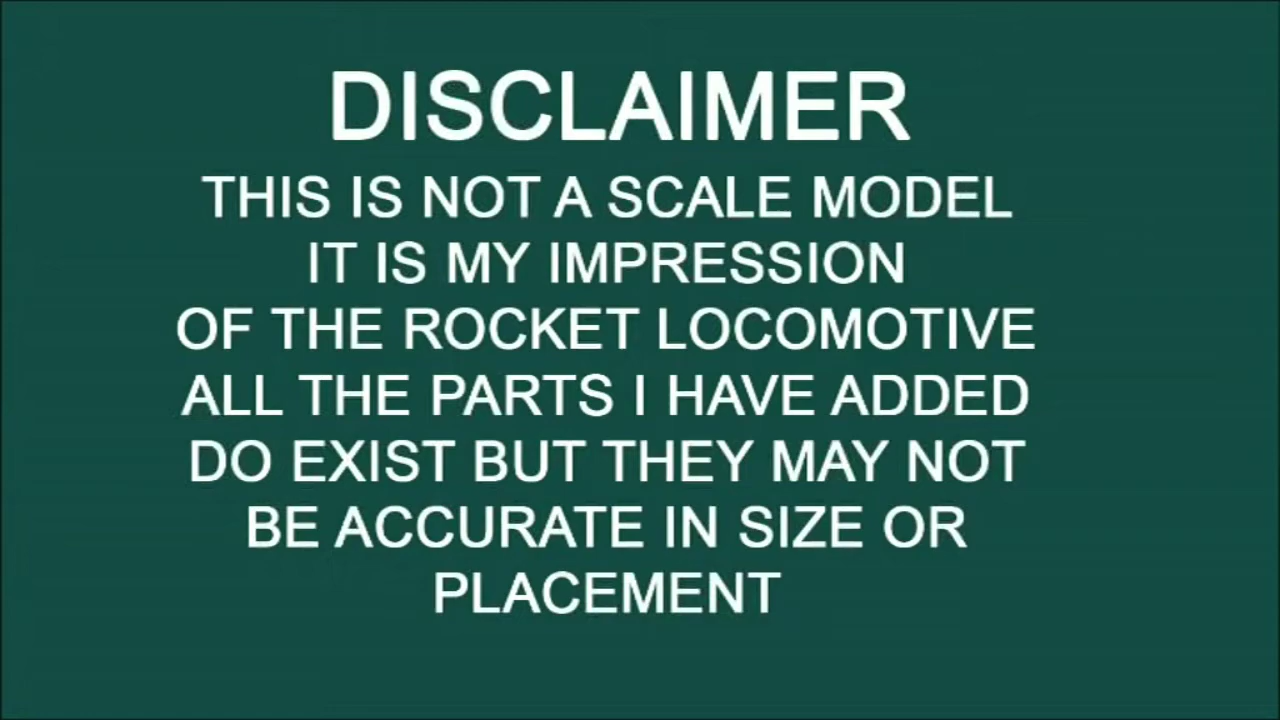 DISCLAIMER
THIS IS NOT A SCALE MODEL
IT IS MY IMPRESSION
OF THE ROCKET LOCOMOTIVE
ALL THE PARTS I HAVE ADDED
DO EXIST BUT THEY MAY NOT
BE ACCURATE IN SIZE OR
PLACEMENT